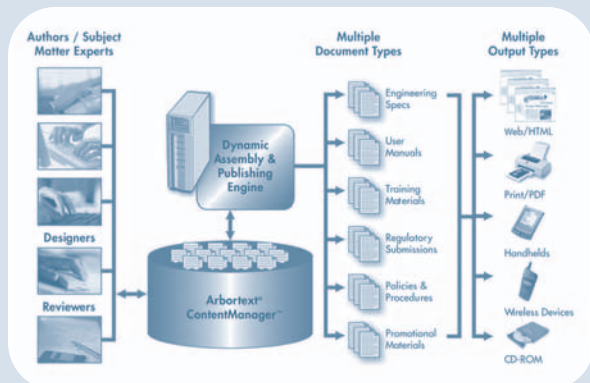 Authors / Subject
Matter Experts
Designers
Reviewers
Dynamic
Assembly &
Publishing
Engine
Arbortext®
ContentManager™
Multiple
Document Types
Engineering
Specs
User
Manuals
Training
Materials
Regulatory
Submissions
Policies &
Procedures
Promotional
Materials
Multiple
Output Types
Web/HTML
Print/PDF
Handhelds
Wireless Devices
CD-ROM